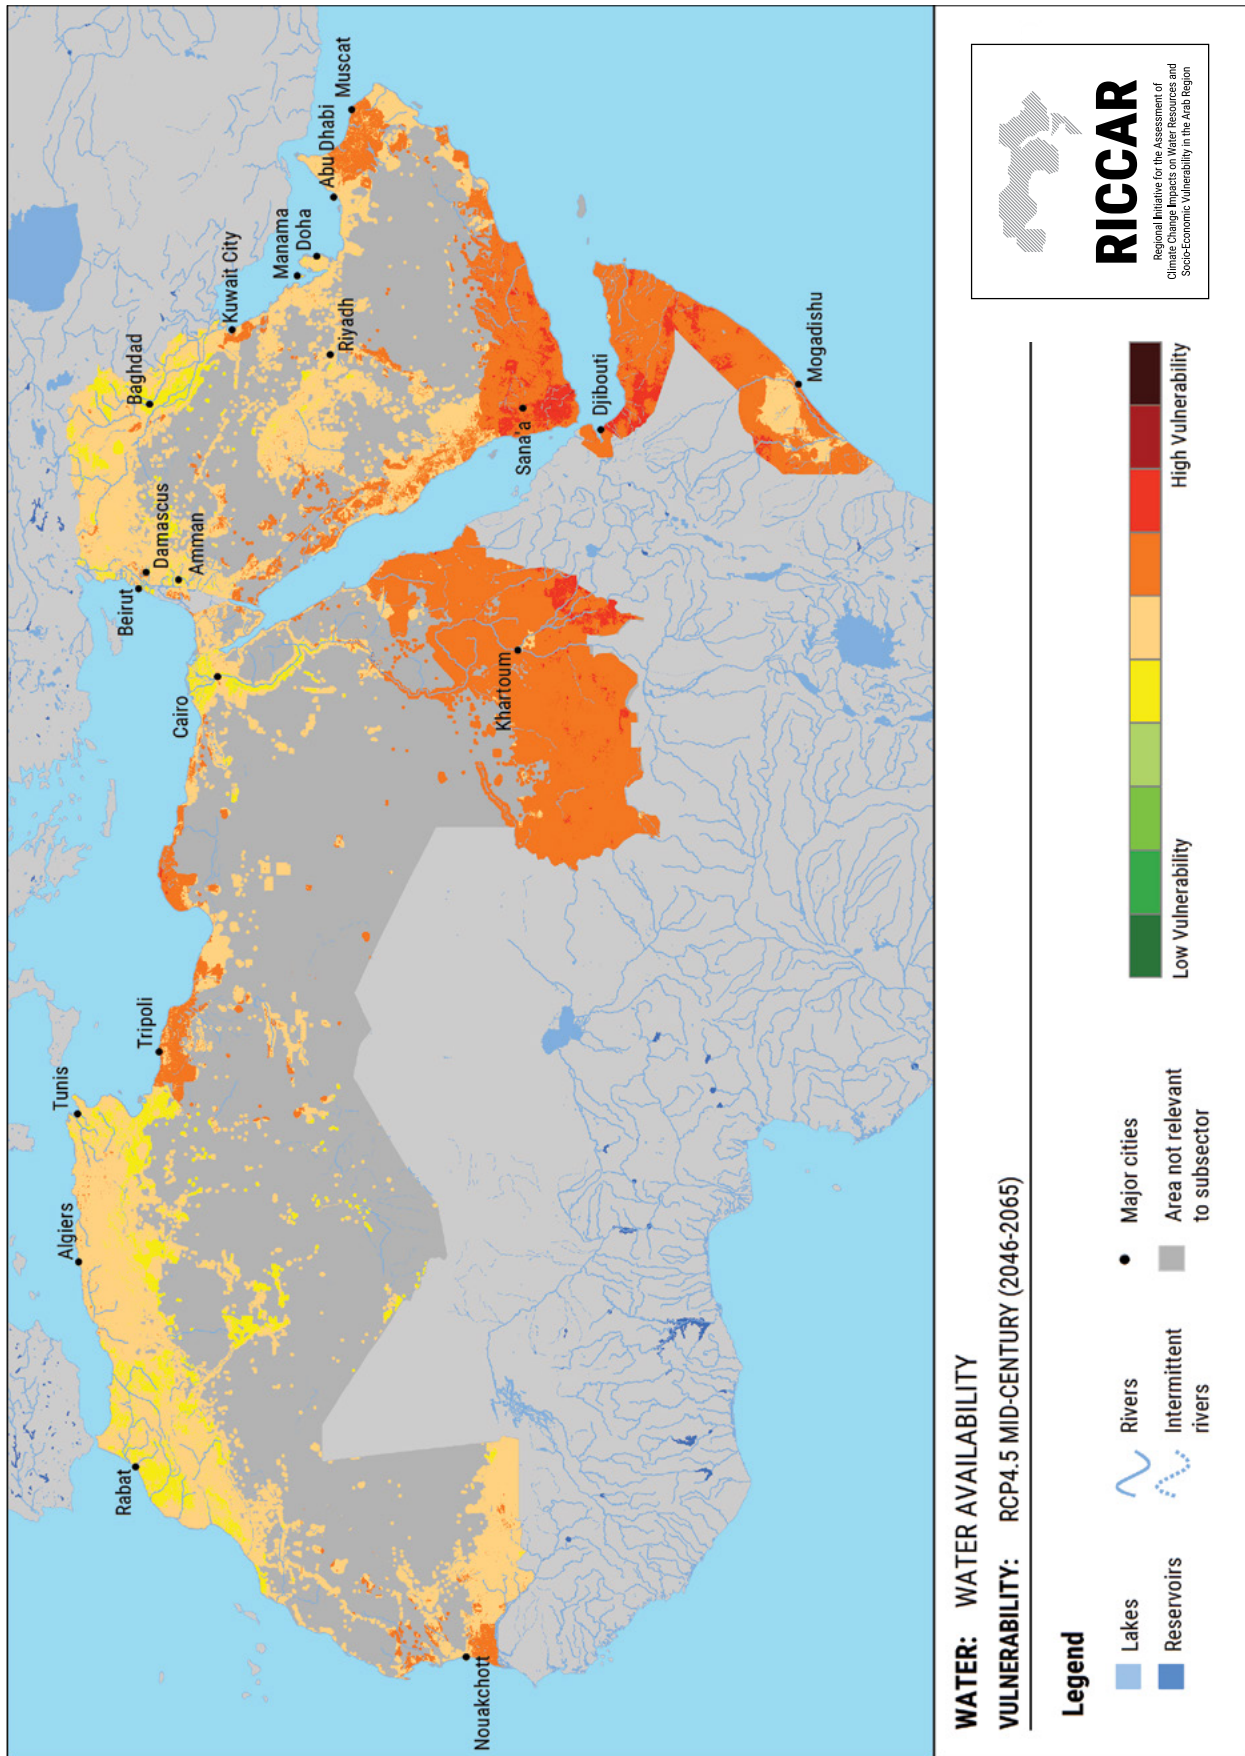 Rabat
Algiers
Tunis
Tripoli
Cairo
Beirut
Damascus
Amman
Baghdad
Kuwait City
Manama
Doha
Abu Dhabi
Muscat
Riyadh
Sana'a
Djibouti
Khartoum
Mogadishu
Nouakchott
WATER: WATER AVAILABILITY
VULNERABILITY: RCP4.5 MID-CENTURY (2046-2065)
Legend
Lakes
Reservoirs
Rivers
Intermittent
rivers
Major cities
Area not relevant
to subsector
Low Vulnerability
High Vulnerability
RICCAR
Regional Initiative for the Assessment of
Climate Change Impacts on Water Resources and
Socio-Economic Vulnerability in the Arab Region